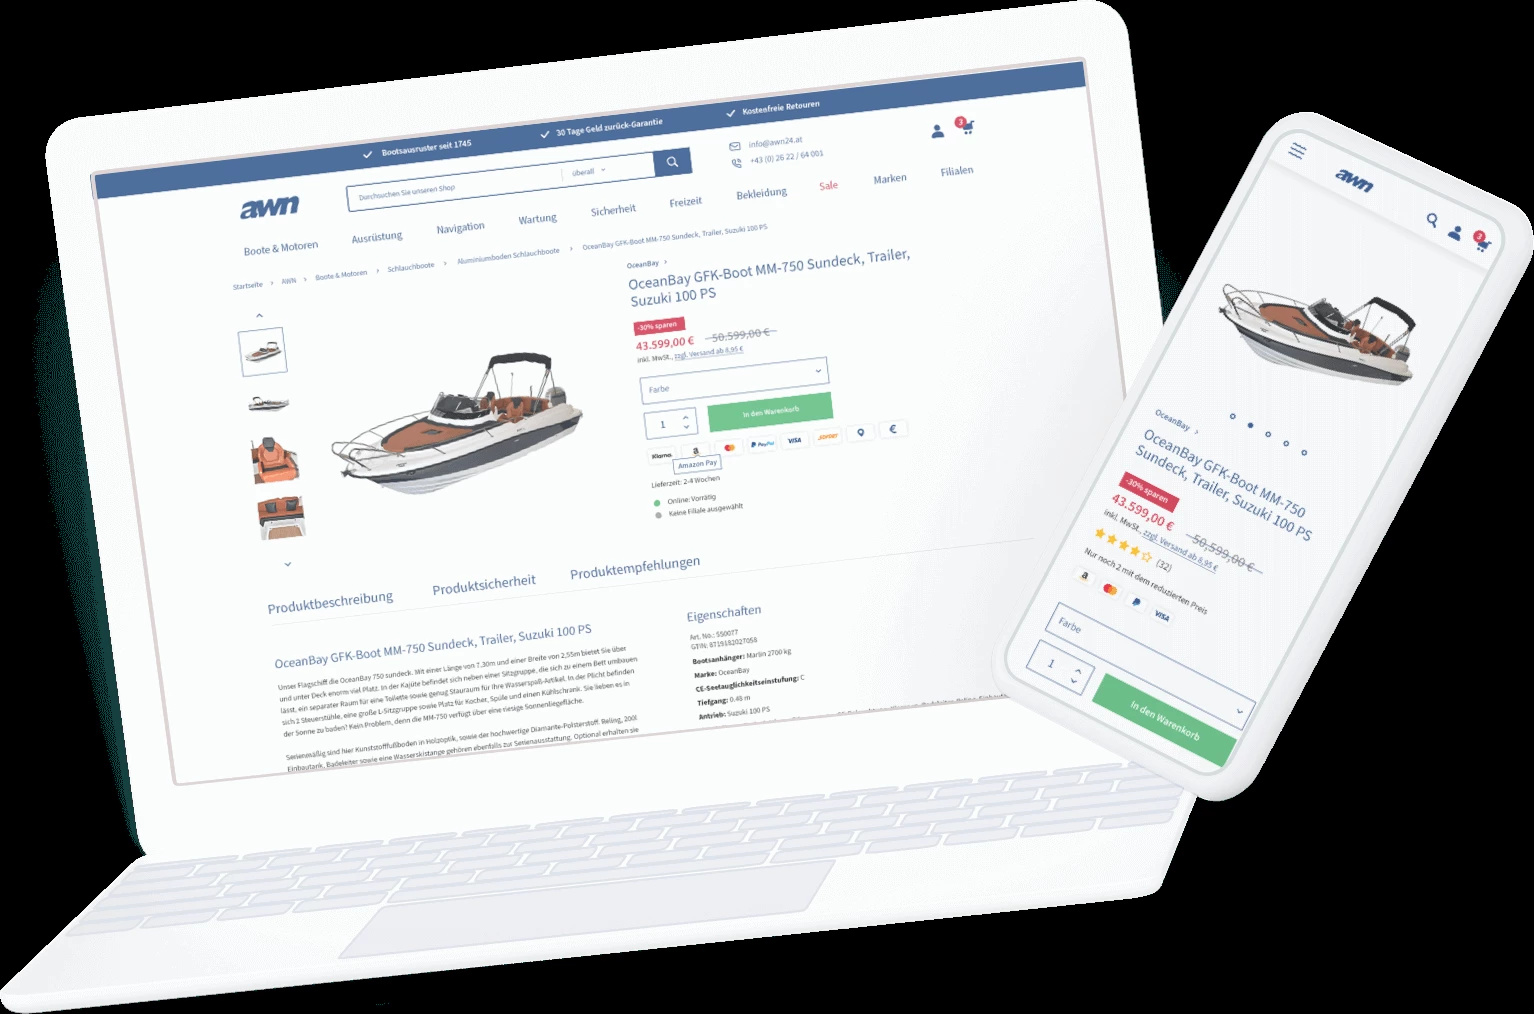 Bootsausruster seit 1745
30 Tage Geld zurück-Garantie
Kostenfreie Retouren
awn
Durchsuchen Sie unseren Shop
überall
info@awn24.at
+43 (0) 26 22 / 64 001
3
Boote & Motoren
Ausrüstung
Navigation
Wartung
Sicherheit
Freizeit
Bekleidung
Sale
Marken
Filialen
Startseite > AWN > Boote & Motoren > Schlauchboote > Aluminiumboden Schlauchboote > OceanBay GFK-Boot MM-750 Sundeck, Trailer, Suzuki 100 PS
OceanBay >
OceanBay GFK-Boot MM-750 Sundeck, Trailer,
Suzuki 100 PS
-30% sparen
43.599,00 € 50.599,00 €
inkl. MwSt., zzgl. Versand ab 8,95 €
Farbe
1
In den Warenkorb
Klarna. a PayPal VISA SOFORT €
Amazon Pay
Lieferzeit: 2-4 Wochen
Online: Vorrätig
Keine Filiale ausgewählt
Produktbeschreibung
Produktsicherheit
Produktempfehlungen
OceanBay GFK-Boot MM-750 Sundeck, Trailer, Suzuki 100 PS
Unser Flagschiff die OceanBay 750 sundeck. Mit einer Länge von 7,30m und einer Breite von 2,55m bietet Sie über
und unter Deck enorm viel Platz. In der Kajüte befindet sich neben einer Sitzgruppe, die sich zu einem Bett umbauen
lässt, ein separater Raum für eine Toilette sowie genug Stauraum für Ihre Wasserspaß-Artikel. In der Plicht befinden
sich 1 Steuerstühle, eine große L-Sitzgruppe sowie Platz für Kocher, Spüle und einen Kühlschrank. Sie lieben es in
der Sonne zu baden? Kein Problem, denn die MM-750 verfügt über eine riesige Sonnenliegefläche.
Serienmäßig sind hier Kunststofffußboden in Holzoptik, sowie der hochwertige Diamante-Polsterstoff. Reling, 200l
Einbautank, Badeleiter sowie eine Wasserskistange gehören ebenfalls zur Serienausstattung. Optional erhalten sie
Eigenschaften
Art. No.: 550077
GTIN: 8719182027058
Bootsanhänger: Marlin 2700 kg
Marke: OceanBay
CE-Seetauglichkeitseinstufung: C
Tiefgang: 0,48 m
Antrieb: Suzuki 100 PS
awn
3
OceanBay >
OceanBay GFK-Boot MM-750
Sundeck, Trailer, Suzuki 100 PS
-30% sparen
43.599,00 € 50.599,00 €
inkl. MwSt., zzgl. Versand ab 8,95 €
(32)
Nur noch 2 mit dem reduzierten Preis
a VISA
Farbe
1
In den Warenkorb